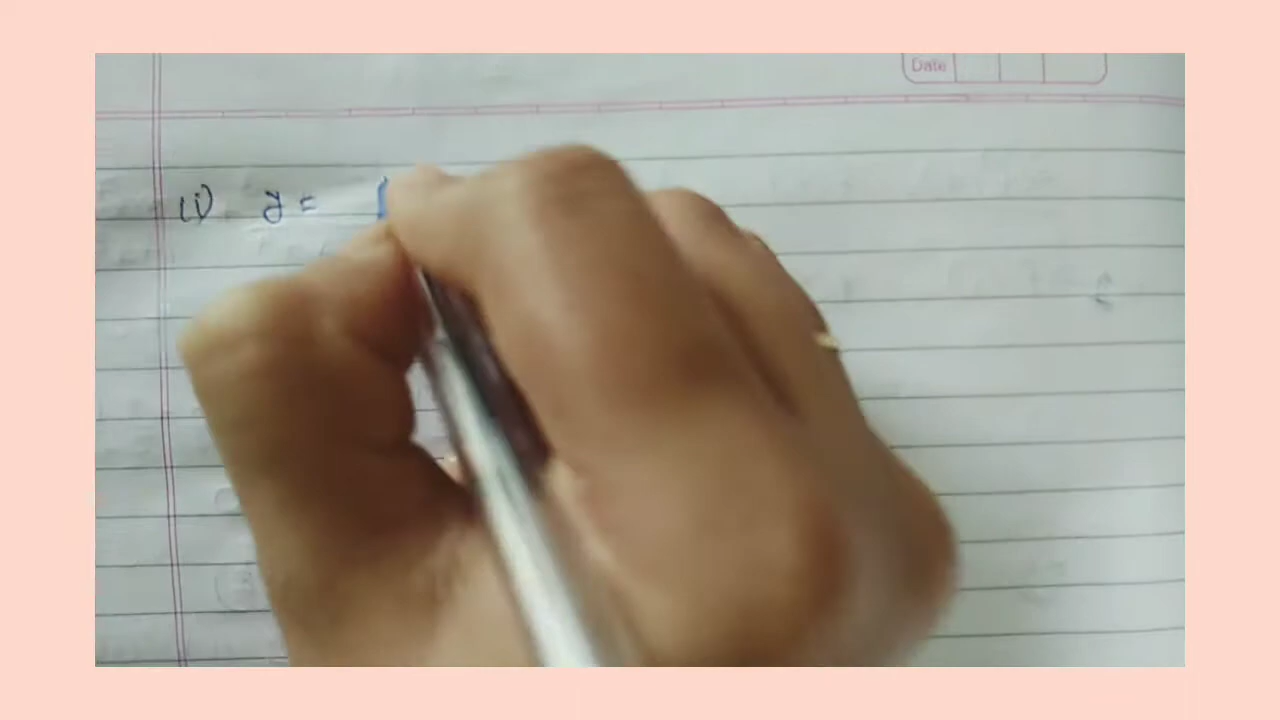 Date
(i) y = (